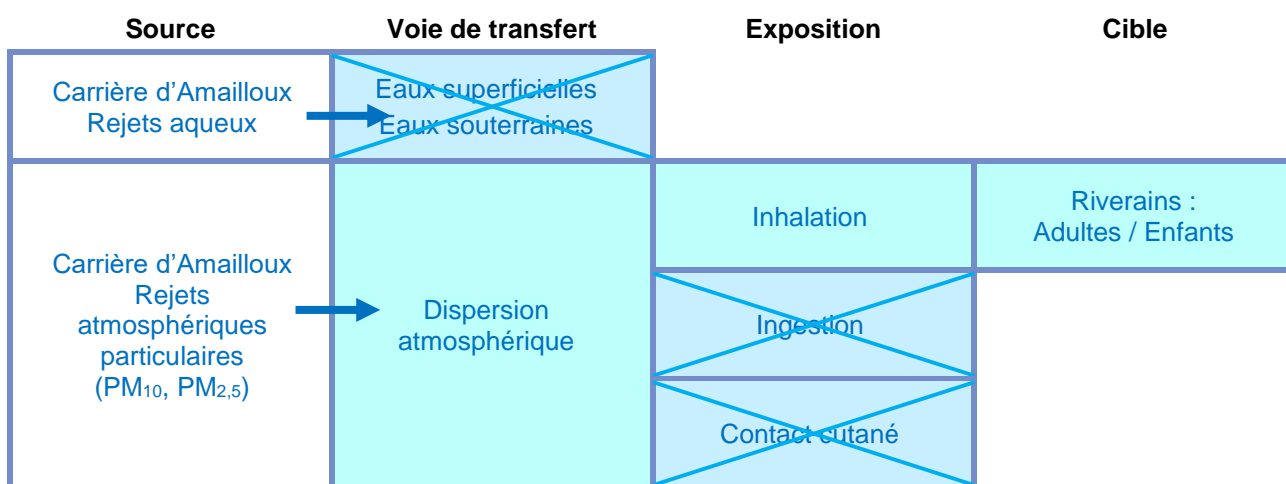 Source
Voie de transfert
Exposition
Cible
Carrière d'Amailloux
Rejets aqueux
Eaux superficielles
Eaux souterraines
Carrière d'Amailloux
Rejets
atmosphériques
particulaires
(PM10, PM2,5)
Dispersion
atmosphérique
Inhalation
Riverains :
Adultes / Enfants
Ingestion
Contact cutané